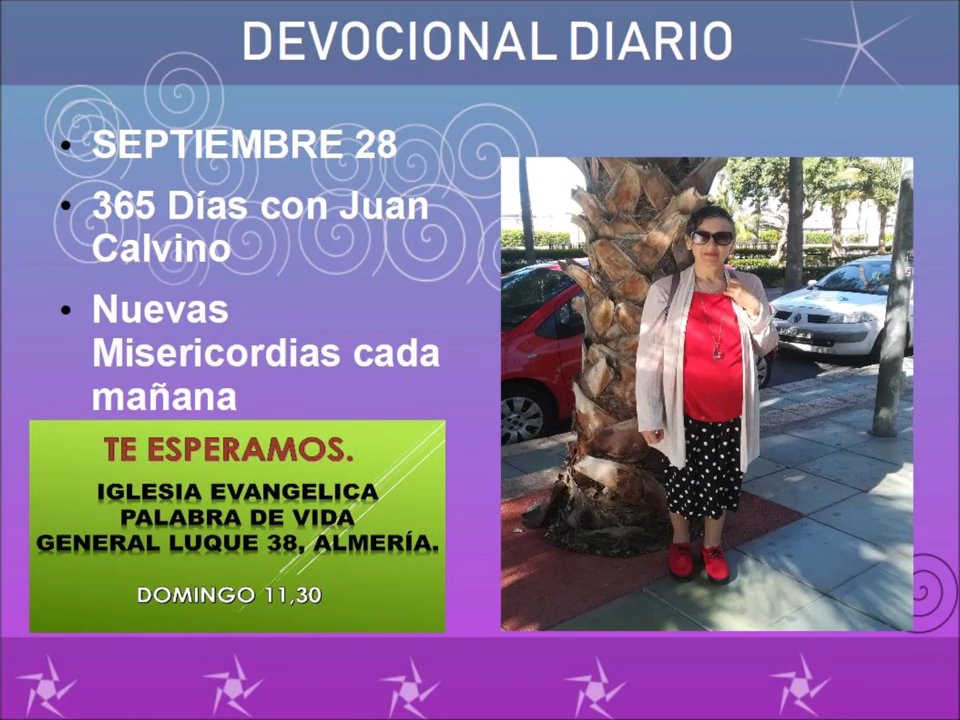 DEVOCIONAL DIARIO
SEPTIEMBRE 28
365 Días con Juan
Calvino
Nuevas
Misericordias cada
mañana
TE ESPERAMOS.
IGLESIA EVANGELICA
PALABRA DE VIDA
GENERAL LUQUE 38, ALMERÍA.
DOMINGO 11,30